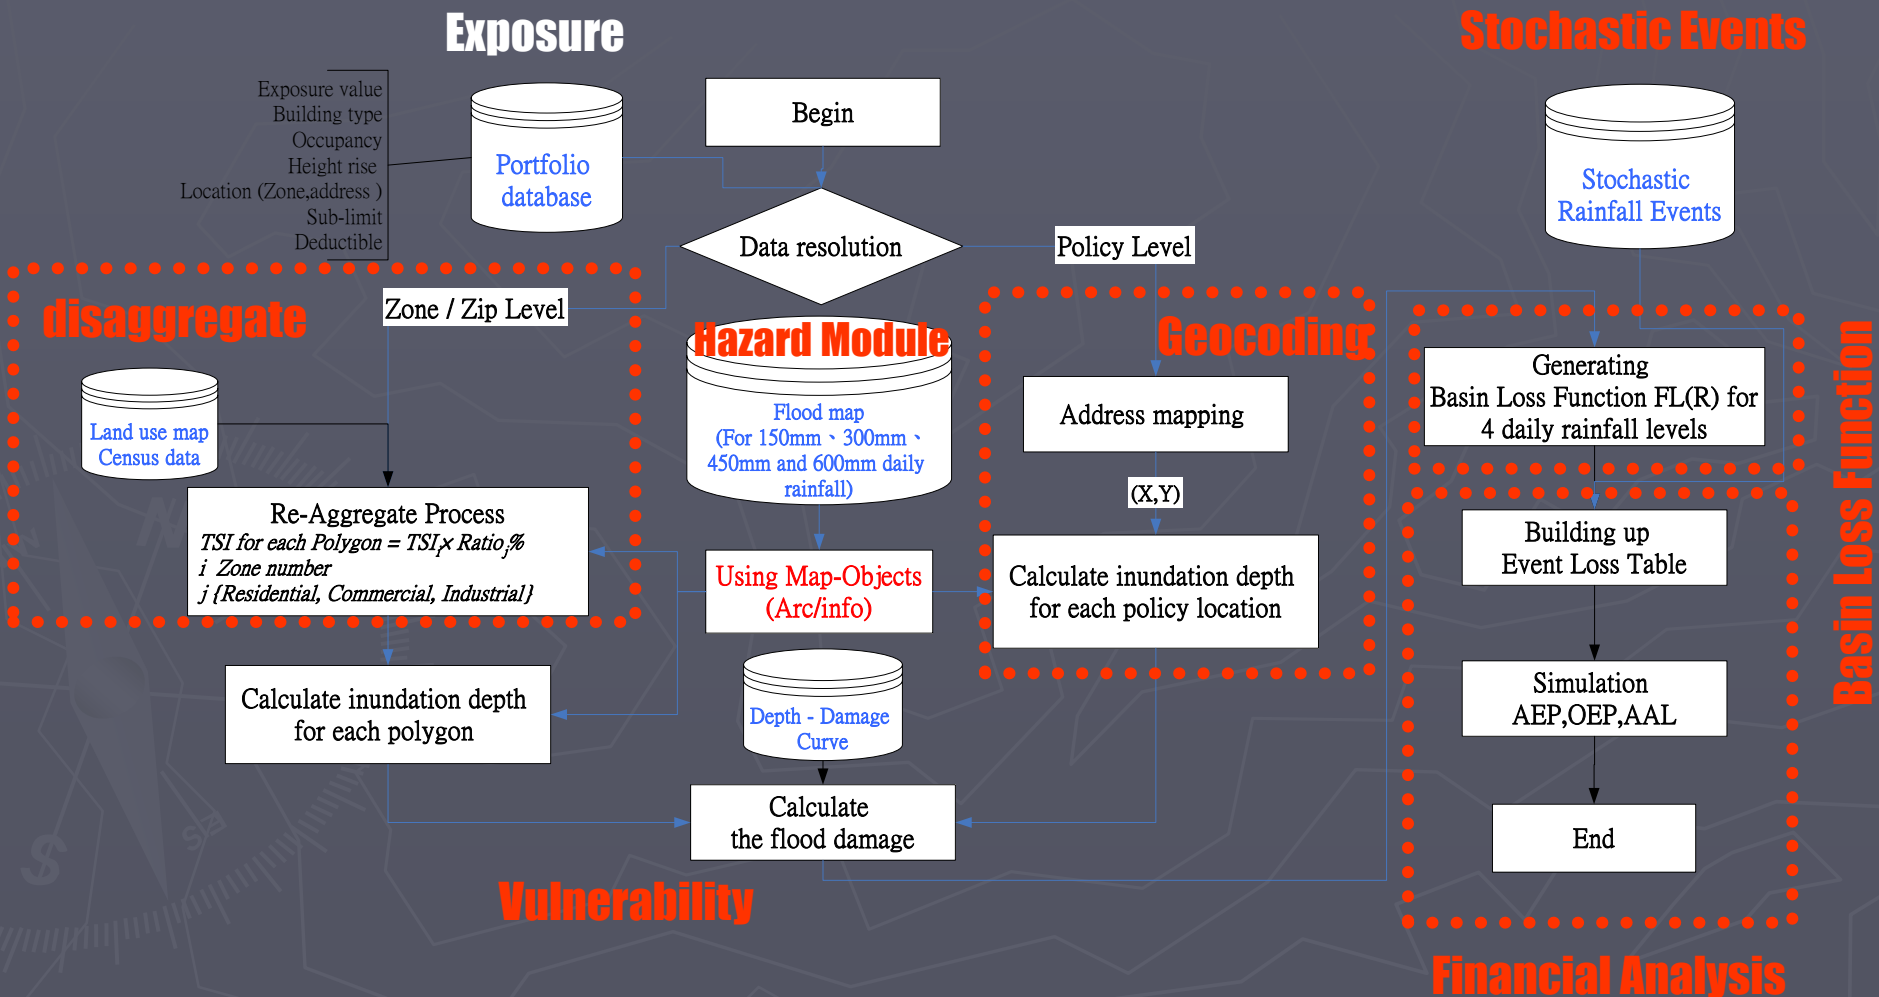 Exposure
Stochastic Events
Exposure value
Building type
Occupancy
Height rise
Location (Zone,address )
Sub-limit
Deductible
Portfolio
database
Begin
Data resolution
Policy Level
Stochastic
Rainfall Events
disaggregate
Zone / Zip Level
Land use map
Census data
Re-Aggregate Process
TSI for each Polygon = TSIi× Ratioj%
i Zone number
j {Residential, Commercial, Industrial}
Calculate inundation depth
for each polygon
Hazard Module
Flood map
(For 150mm、300mm、
450mm and 600mm daily
rainfall)
Using Map-Objects
(Arc/info)
Depth - Damage
Curve
Calculate
the flood damage
Vulnerability
Geocoding
Address mapping
(X,Y)
Calculate inundation depth
for each policy location
Generating
Basin Loss Function FL(R) for
4 daily rainfall levels
Building up
Event Loss Table
Simulation
AEP,OEP,AAL
End
Basin Loss Function
Financial Analysis
N
S
SE